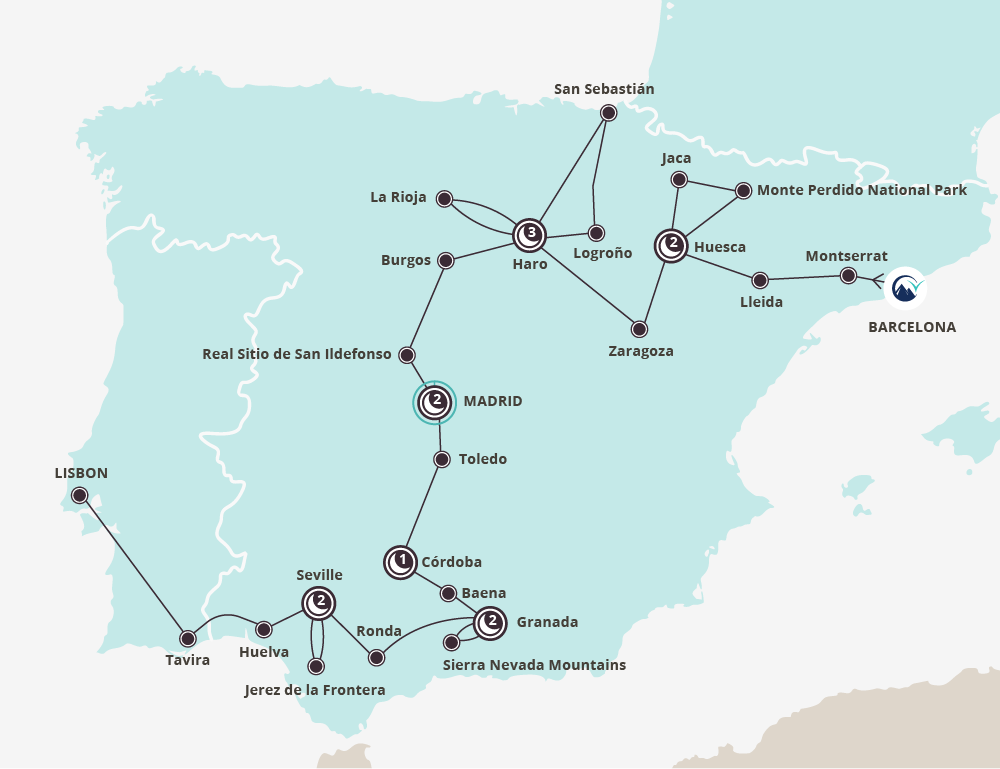 San Sebastián
Jaca
La Rioja
Monte Perdido National Park
3
2
Huesca
Logroño
Montserrat
Burgos
Haro
Lleida
BARCELONA
Zaragoza
Real Sitio de San Ildefonso
2
MADRID
Toledo
LISBON
1
Córdoba
Seville
Baena
2
2
Granada
Ronda
Huelva
Tavira
Sierra Nevada Mountains
Jerez de la Frontera